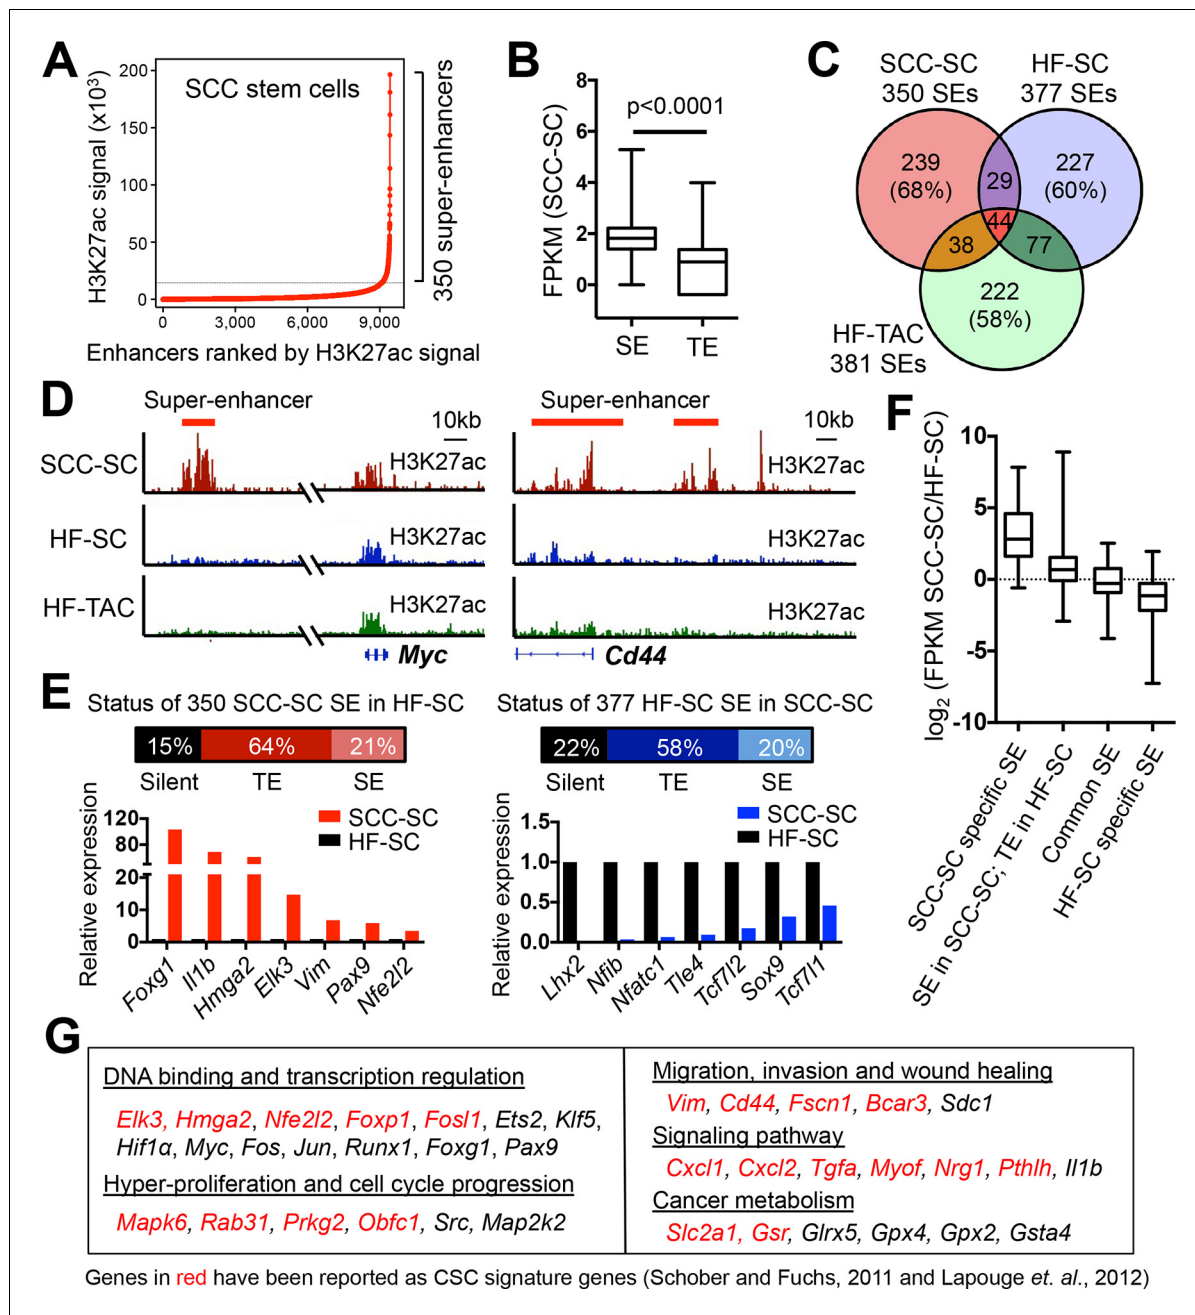 A
SCC stem cells
H3K27ac signal (x10³)
200
150
100
50
0
0
3,000
6,000
9,000
Enhancers ranked by H3K27ac signal
350 super-enhancers
B
p<0.0001
FPKM (SCC-SC)
8
6
4
2
0
SE
TE
C
SCC-SC
350 SEs
HF-SC
377 SEs
239
(68%)
29
227
(60%)
44
38
77
222
(58%)
HF-TAC
381 SEs
D
Super-enhancer
10kb
Super-enhancer
10kb
SCC-SC
H3K27ac
H3K27ac
HF-SC
H3K27ac
H3K27ac
HF-TAC
H3K27ac
H3K27ac
Myc
Cd44
E
Status of 350 SCC-SC SE in HF-SC
15%
64%
21%
Silent
TE
SE
Relative expression
120
80
20
10
0
SCC-SC
HF-SC
Foxg1
Il1b
Hmga2
Elk3
Vim
Pax9
Nfe2l2
Status of 377 HF-SC SE in SCC-SC
22%
58%
20%
Silent
TE
SE
Relative expression
1.5
1.0
0.5
0.0
SCC-SC
HF-SC
Lhx2
Nfib
Nfatc1
Tle4
Tcf7l2
Sox9
Tcf7l1
F
log₂ (FPKM SCC-SC/HF-SC)
10
5
0
-5
-10
SCC-SC specific SE
SE in SCC-SC; TE in HF-SC
Common SE
HF-SC specific SE
G
DNA binding and transcription regulation
Elk3, Hmga2, Nfe2l2, Foxp1, Fosl1, Ets2, Klf5,
Hif1α, Myc, Fos, Jun, Runx1, Foxg1, Pax9
Hyper-proliferation and cell cycle progression
Mapk6, Rab31, Prkg2, Obfc1, Src, Map2k2
Migration, invasion and wound healing
Vim, Cd44, Fscn1, Bcar3, Sdc1
Signaling pathway
Cxcl1, Cxcl2, Tgfa, Myof, Nrg1, Pthlh, Il1b
Cancer metabolism
Slc2a1, Gsr, Glrx5, Gpx4, Gpx2, Gsta4
Genes in red have been reported as CSC signature genes (Schober and Fuchs, 2011 and Lapouge et. al., 2012)